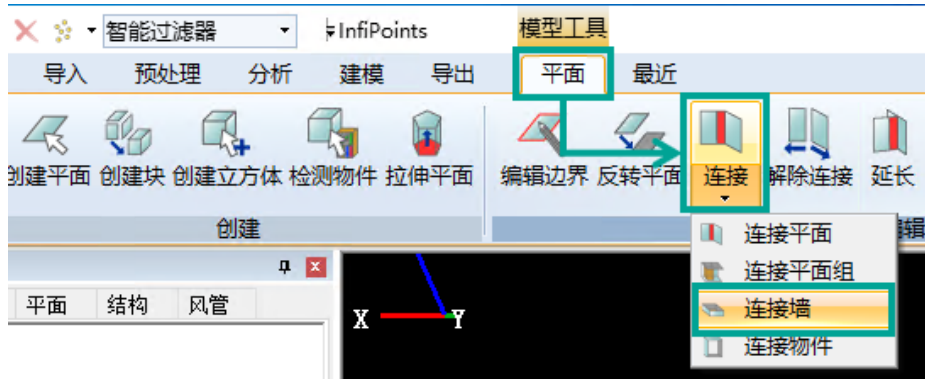 智能过滤器 InfiPoints 模型工具
导入 预处理 分析 建模 导出 平面 最近
创建平面 创建块 创建立方体 检测物件 拉伸平面 编辑边界 反转平面 连接 解除连接 延长
创建 辑
连接平面
连接平面组
连接墙
连接物件
平面 结构 风管
X Y